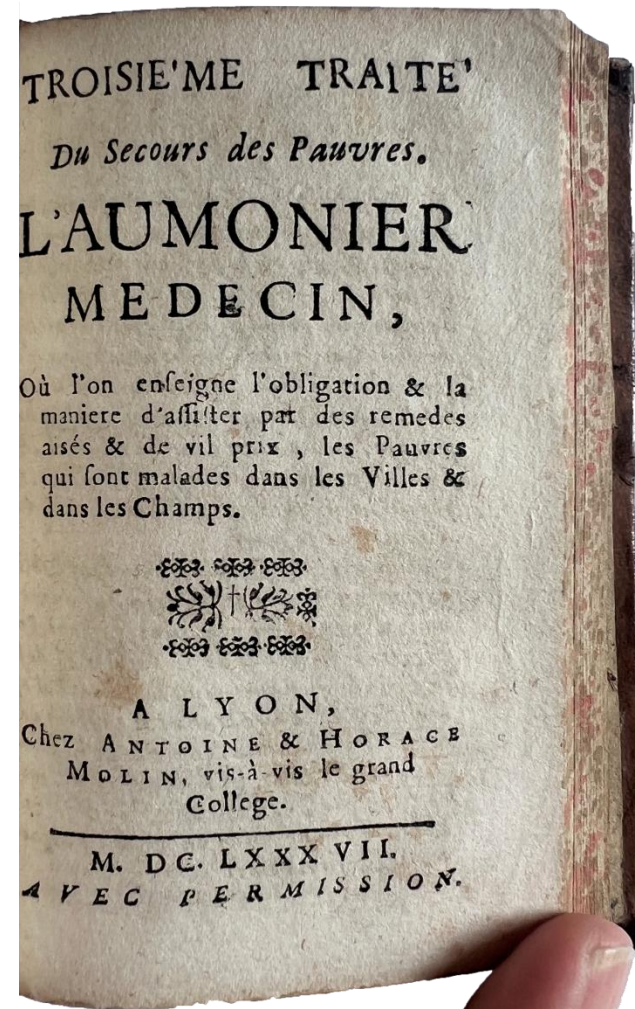 TROISIE'ME TRAITE'
Du Secours des Pauvres.
L'AUMONIER
MEDECIN,
Où l'on enſeigne l'obligation & la
maniere d'aſſiſter par des remedes
aisés & de vil prix, les Pauvres
qui ſont malades dans les Villes &
dans les Champs.
A LYON,
Chez ANTOINE & HORACE
MOLIN, vis-à-vis le grand
College.
M. DC. LXXXVII.
AVEC PERMISSION.